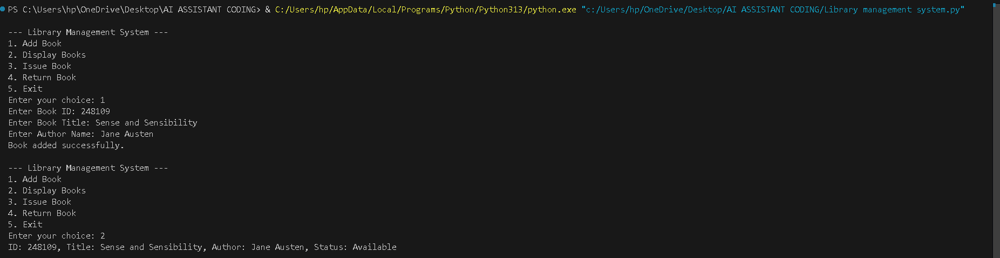 PS C:\Users\hp\OneDrive\Desktop\AI ASSISTANT CODING> & C:/Users/hp/AppData/Local/Programs/Python/Python313/python.exe "c:/Users/hp/OneDrive/Desktop/AI ASSISTANT CODING/Library management system.py"
--- Library Management System ---
1. Add Book
2. Display Books
3. Issue Book
4. Return Book
5. Exit
Enter your choice: 1
Enter Book ID: 248109
Enter Book Title: Sense and Sensibility
Enter Author Name: Jane Austen
Book added successfully.
--- Library Management System ---
1. Add Book
2. Display Books
3. Issue Book
4. Return Book
5. Exit
Enter your choice: 2
ID: 248109, Title: Sense and Sensibility, Author: Jane Austen, Status: Available